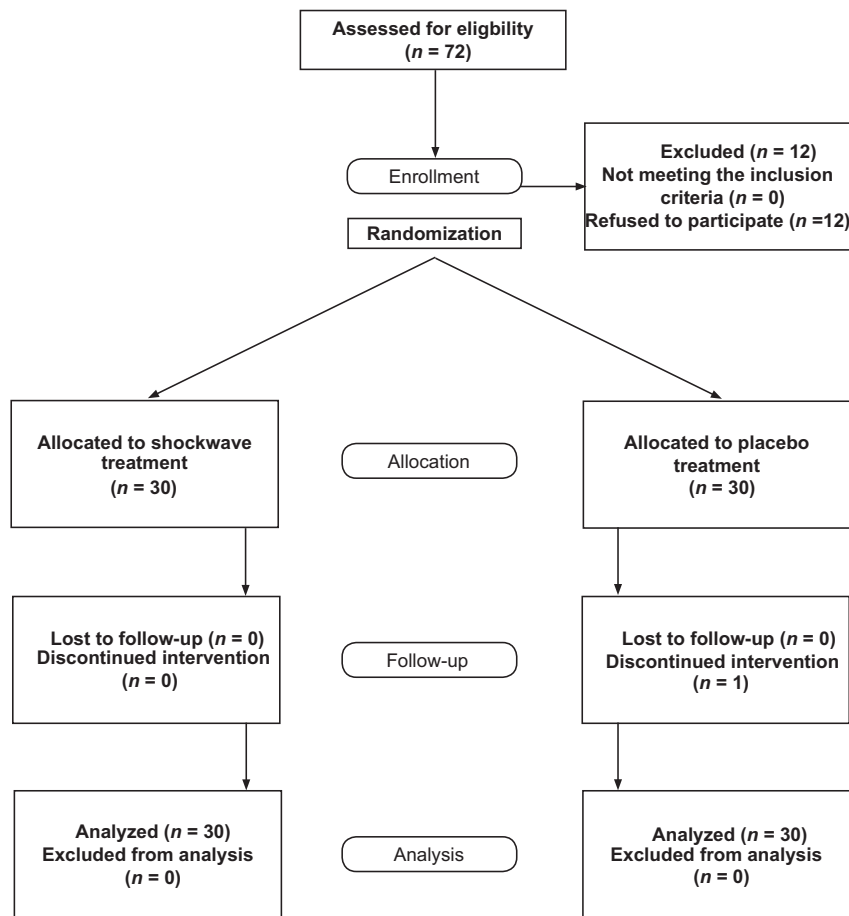 Assessed for eligbility
(n = 72)
Enrollment
Excluded (n = 12)
Not meeting the inclusion
criteria (n = 0)
Refused to participate (n =12)
Randomization
Allocated to shockwave
treatment
(n = 30)
Allocation
Allocated to placebo
treatment
(n = 30)
Lost to follow-up (n = 0)
Discontinued intervention
(n = 0)
Follow-up
Lost to follow-up (n = 0)
Discontinued intervention
(n = 1)
Analyzed (n = 30)
Excluded from analysis
(n = 0)
Analysis
Analyzed (n = 30)
Excluded from analysis
(n = 0)